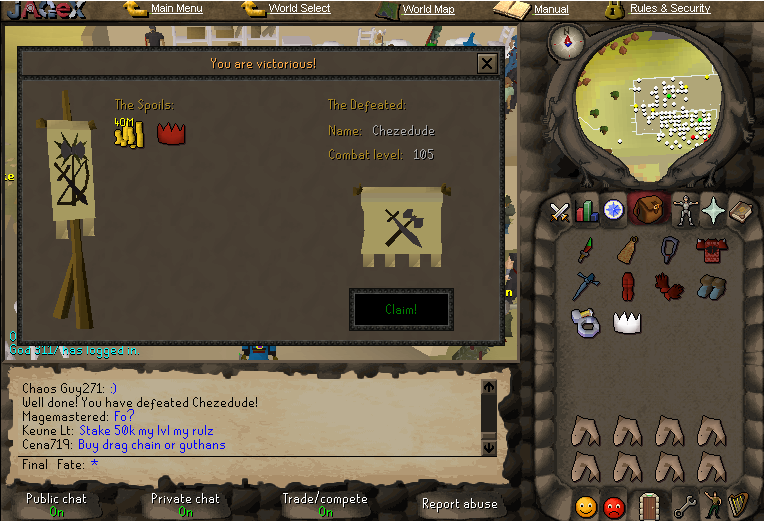 JAGeX
Main Menu
World Select
World Map
Manual
Rules & Security
You are victorious!
The Spoils:
40M
The Defeated:
Name: Chezedude
Combat level: 105
Claim!
has logged in.
Chaos Guy271: :)
Well done! You have defeated Chezedude!
Magemastered: Fo?
Keune Lt: Stake 50k my lvl my rulz
Cena719: Buy drag chain or guthans
Final Fate: *
Public chat
On
Private chat
On
Trade/compete
On
Report abuse